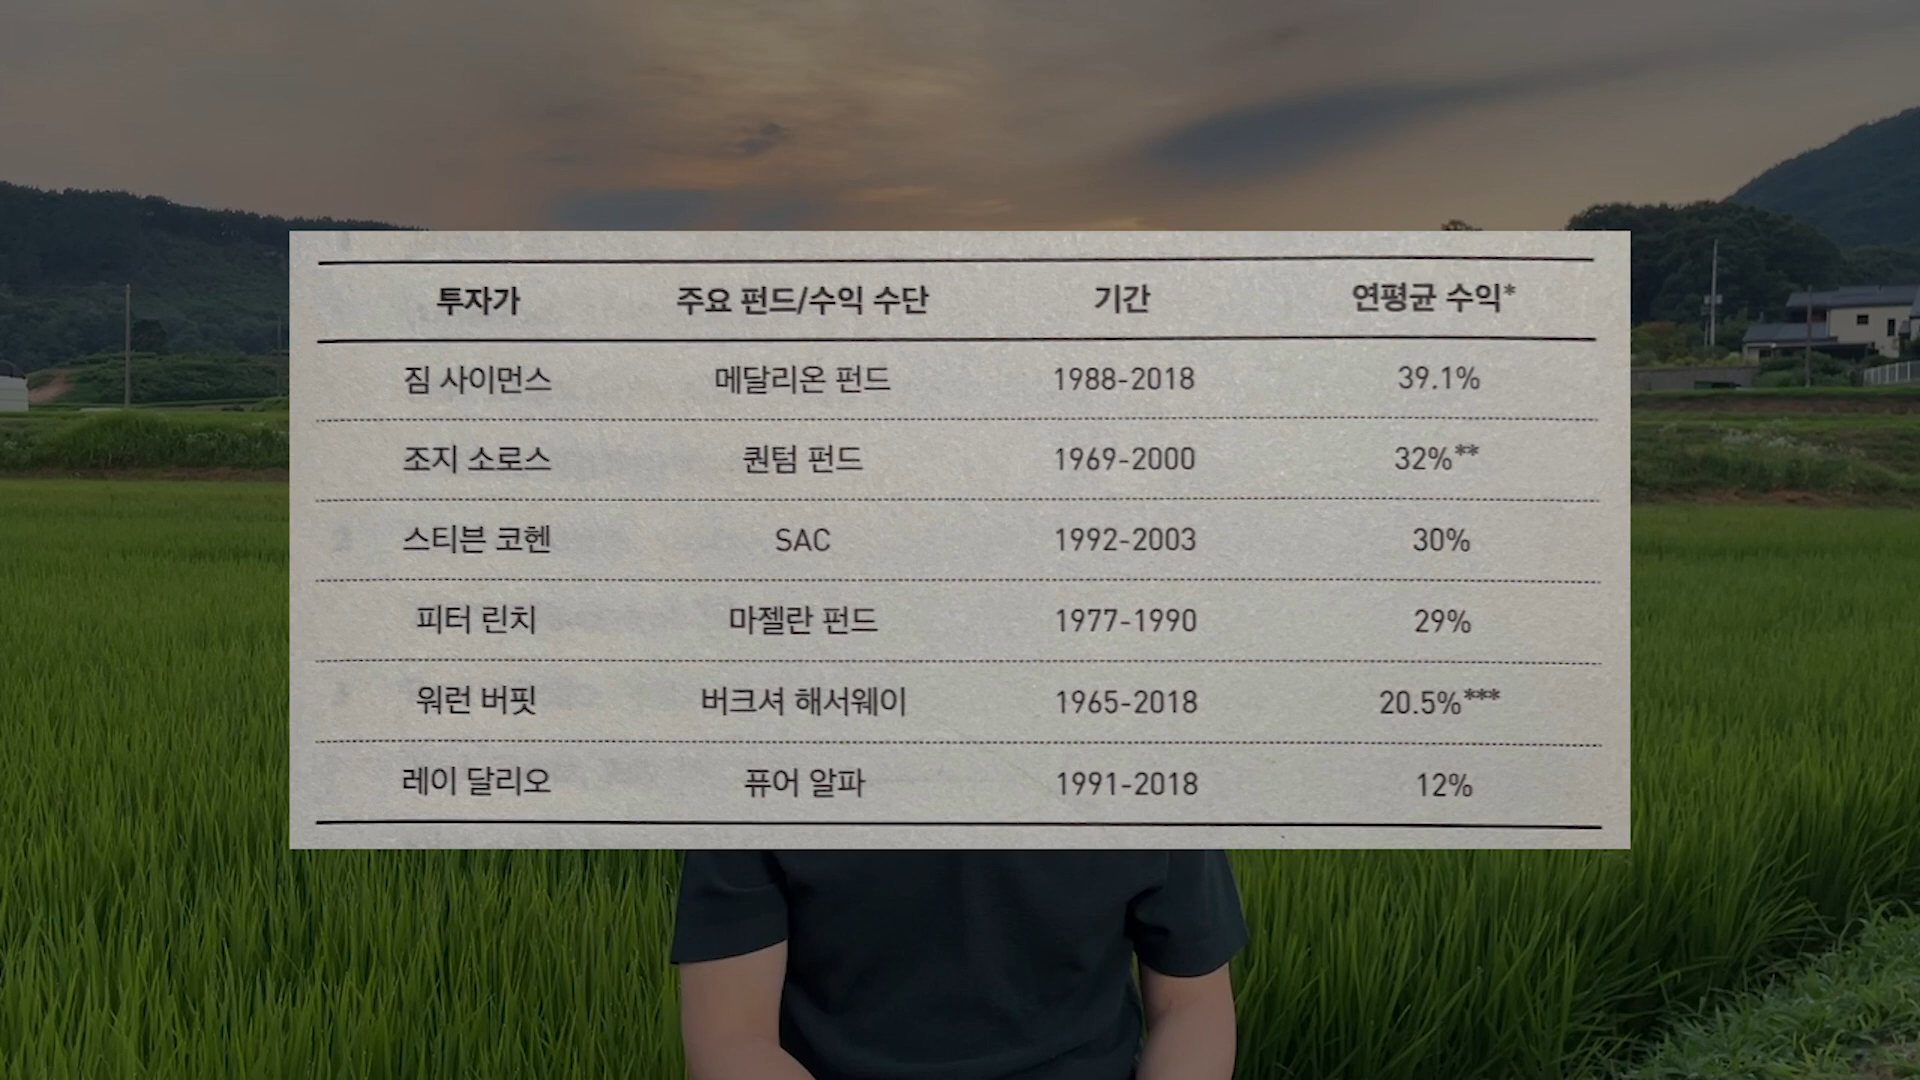 투자가 주요 펀드/수익 수단 기간 연평균 수익*
짐 사이먼스 메달리온 펀드 1988-2018 39.1%
조지 소로스 퀀텀 펀드 1969-2000 32%**
스티븐 코헨 SAC 1992-2003 30%
피터 린치 마젤란 펀드 1977-1990 29%
워런 버핏 버크셔 해서웨이 1965-2018 20.5%***
레이 달리오 퓨어 알파 1991-2018 12%